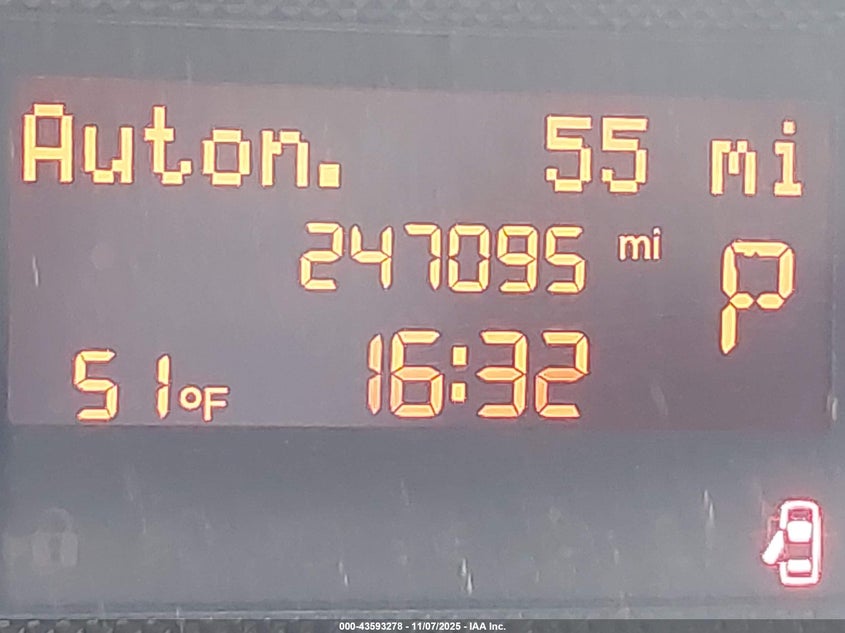 Auton. 55 mi
247095 mi P
51°F 16:32
000-43593278 - 11/07/2025 - IAA Inc.